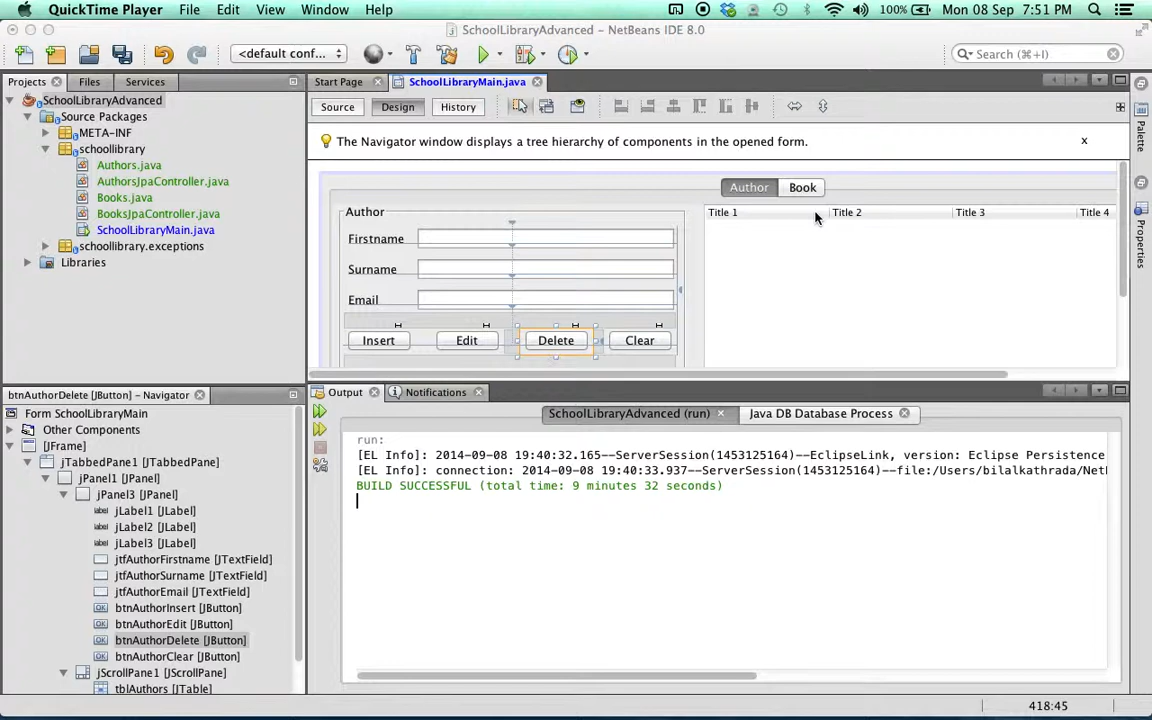 QuickTime Player File Edit View Window Help 100% Mon 08 Sep 7:51 PM
SchoolLibraryAdvanced - NetBeans IDE 8.0
<default conf... Search (⌘+I)
Projects Files Services
SchoolLibraryAdvanced
Source Packages
META-INF
schoollibrary
Authors.java
AuthorsJpaController.java
Books.java
BooksJpaController.java
SchoolLibraryMain.java
schoollibrary.exceptions
Libraries
Start Page SchoolLibraryMain.java
Source Design History
The Navigator window displays a tree hierarchy of components in the opened form. x
Author Book
Author
Firstname
Surname
Email
Insert Edit Delete Clear
Title 1 Title 2 Title 3 Title 4
Palette
Properties
btnAuthorDelete [JButton] - Navigator
Form SchoolLibraryMain
Other Components
[JFrame]
jTabbedPane1 [JTabbedPane]
jPanel1 [JPanel]
jPanel3 [JPanel]
jLabel1 [JLabel]
jLabel2 [JLabel]
jLabel3 [JLabel]
jtfAuthorFirstname [JTextField]
jtfAuthorSurname [JTextField]
jtfAuthorEmail [JTextField]
btnAuthorInsert [JButton]
btnAuthorEdit [JButton]
btnAuthorDelete [JButton]
btnAuthorClear [JButton]
jScrollPane1 [JScrollPane]
tblAuthors [JTable]
Output Notifications
SchoolLibraryAdvanced (run) Java DB Database Process
run:
[EL Info]: 2014-09-08 19:40:32.165--ServerSession(1453125164)--EclipseLink, version: Eclipse Persistence
[EL Info]: connection: 2014-09-08 19:40:33.937--ServerSession(1453125164)--file:/Users/bilalkathrada/Net
BUILD SUCCESSFUL (total time: 9 minutes 32 seconds)
418:45